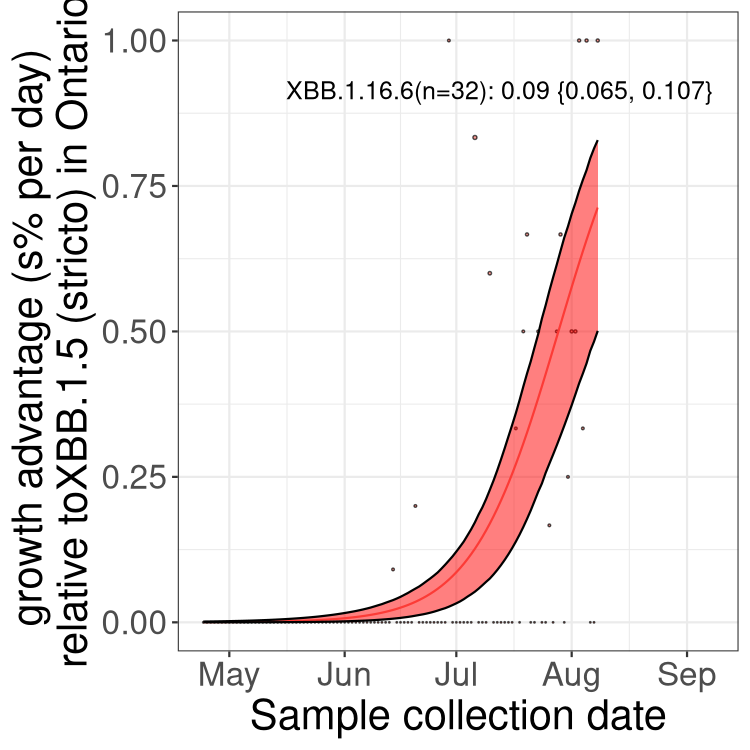 growth advantage (s% per day)
relative toXBB.1.5 (stricto) in Ontario
1.00
0.75
0.50
0.25
0.00
XBB.1.16.6(n=32): 0.09 {0.065, 0.107}
May Jun Jul Aug Sep
Sample collection date